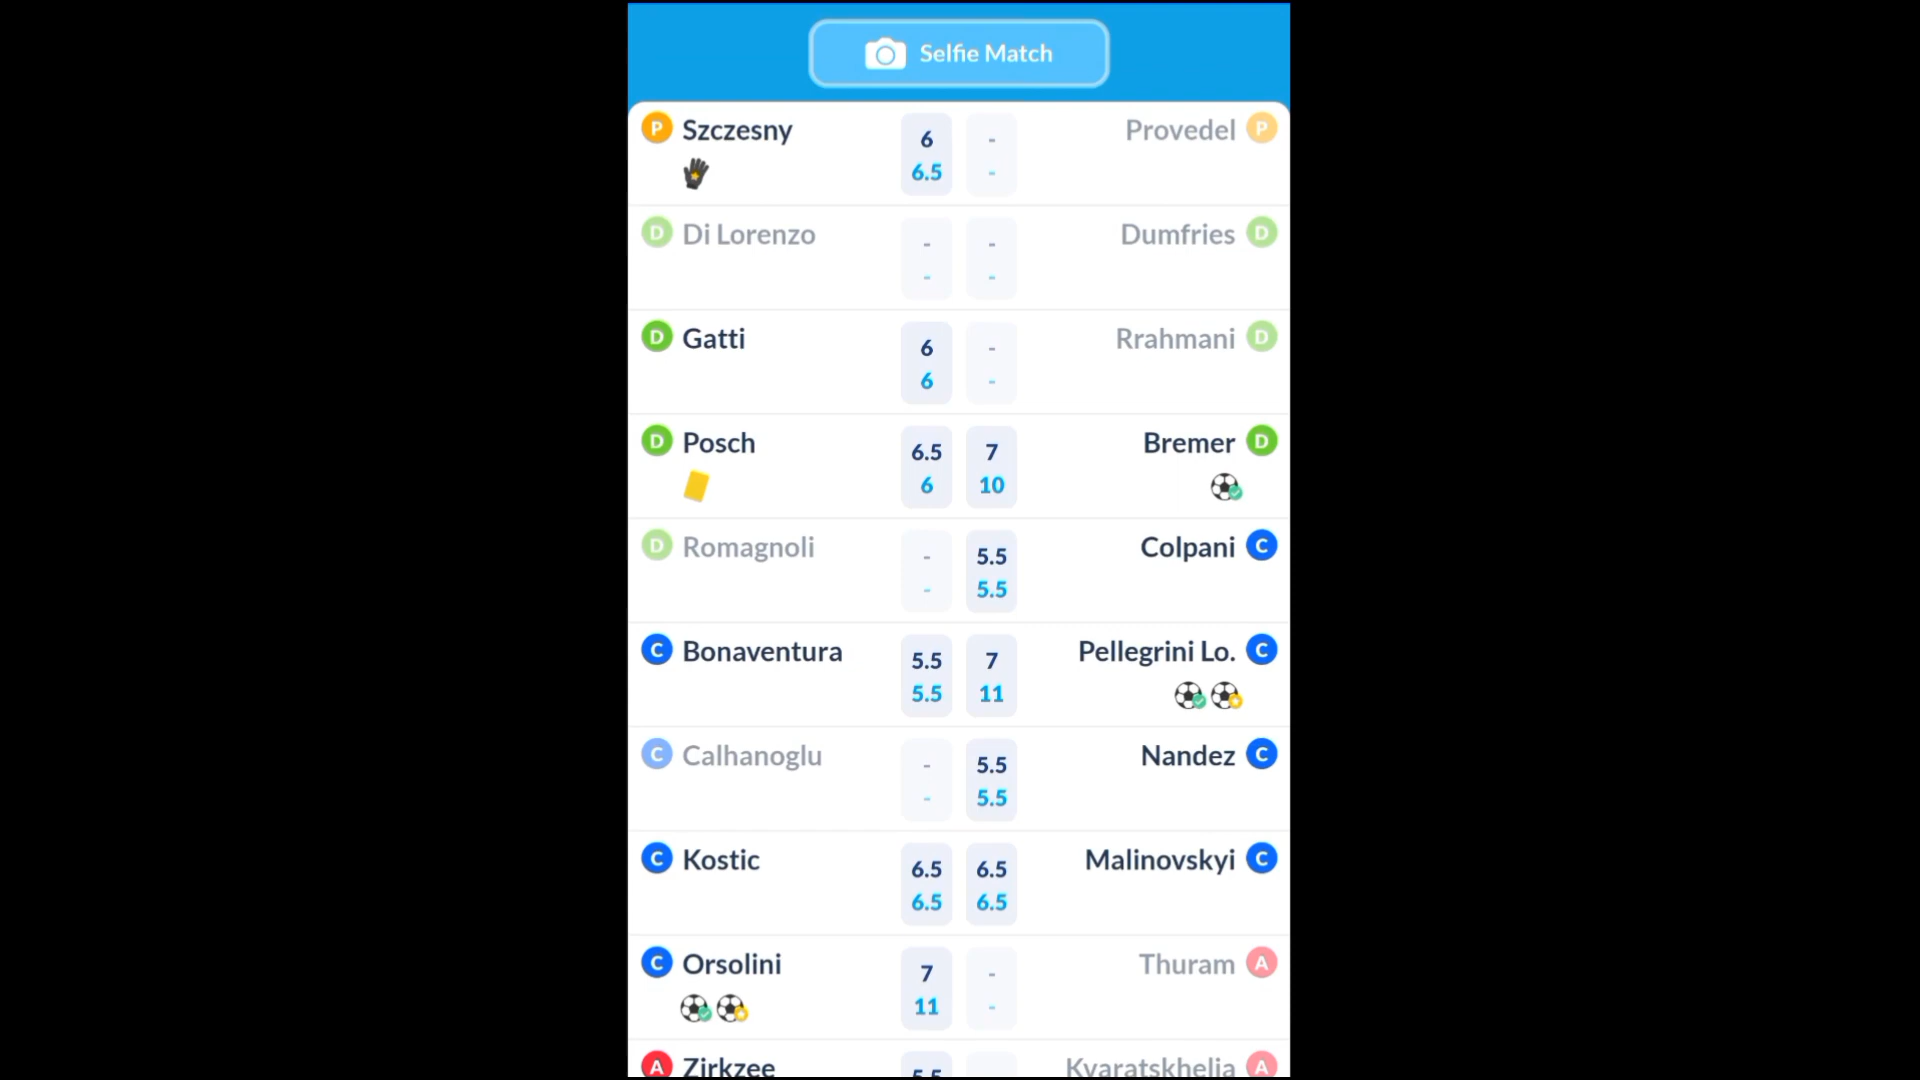 Selfie Match
P Szczesny 6 - Provedel P
6.5 -
D Di Lorenzo - - Dumfries D
- -
D Gatti 6 - Rrahmani D
6 -
D Posch 6.5 7 Bremer D
6 10
D Romagnoli - 5.5 Colpani C
- 5.5
C Bonaventura 5.5 7 Pellegrini Lo. C
5.5 11
C Calhanoglu - 5.5 Nandez C
- 5.5
C Kostic 6.5 6.5 Malinovskyi C
6.5 6.5
C Orsolini 7 - Thuram A
11 -
A Zirkzee 5.5 Kvaratskhelia A